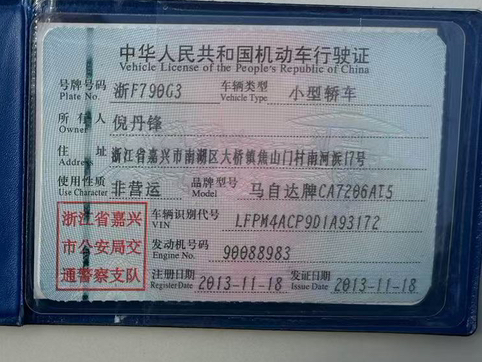 中华人民共和国机动车行驶证
Vehicle License of the People's Republic of China
号牌号码 浙F790G3 车辆类型 小型轿车
Plate No. Vehicle Type
所有人 倪丹锋
Owner
住址 浙江省嘉兴市南湖区大桥镇焦山门村南河浜17号
Address
使用性质 非营运 品牌型号 马自达牌CA7206AT5
Use Character Model
浙江省嘉兴
市公安局交
通警察支队
车辆识别代号 LFPM4ACP9D1A93172
VIN
发动机号码 90088983
Engine No.
注册日期 2013-11-18 发证日期 2013-11-18
Register Date Issue Date